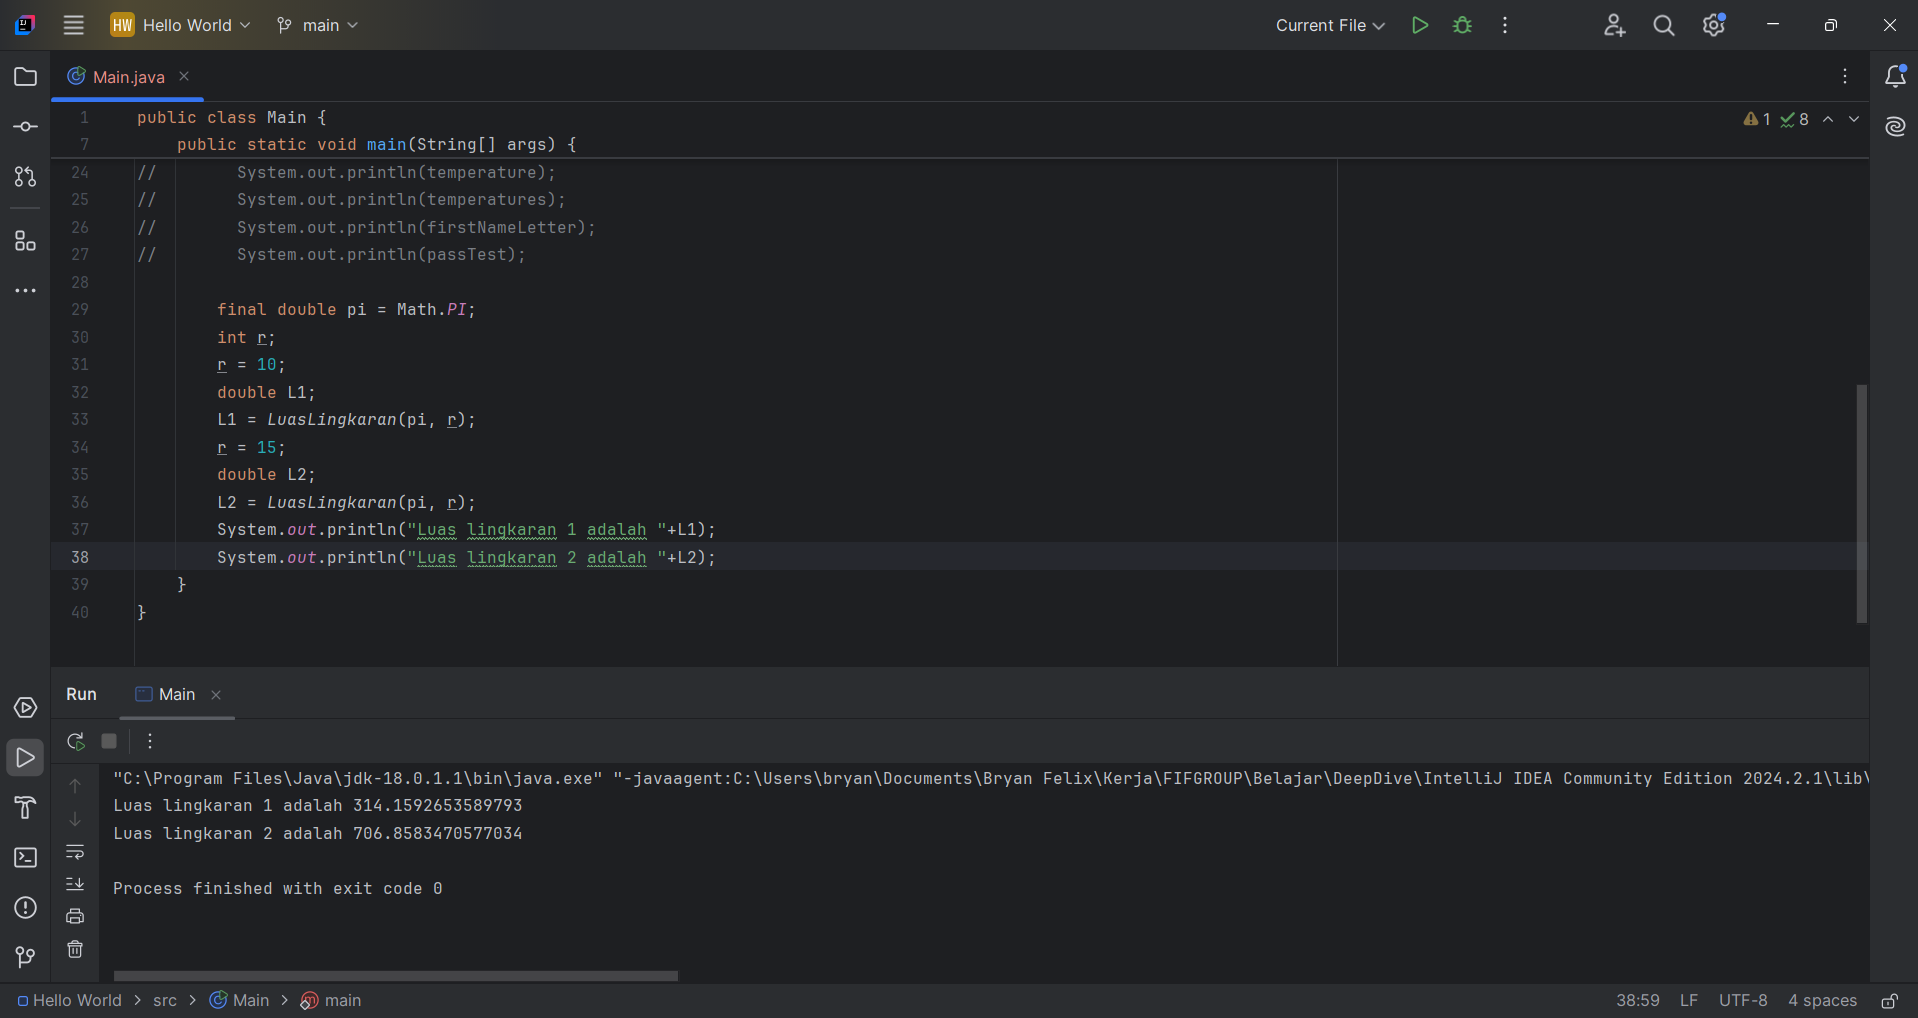 HW Hello World main Current File
Main.java
1 public class Main {
7 public static void main(String[] args) {
1 8
24 // System.out.println(temperature);
25 // System.out.println(temperatures);
26 // System.out.println(firstNameLetter);
27 // System.out.println(passTest);
28
29 final double pi = Math.PI;
30 int r;
31 r = 10;
32 double L1;
33 L1 = LuasLingkaran(pi, r);
34 r = 15;
35 double L2;
36 L2 = LuasLingkaran(pi, r);
37 System.out.println("Luas lingkaran 1 adalah "+L1);
38 System.out.println("Luas lingkaran 2 adalah "+L2);
39 }
40 }
Run Main
"C:\Program Files\Java\jdk-18.0.1.1\bin\java.exe" "-javaagent:C:\Users\bryan\Documents\Bryan Felix\Kerja\FIFGROUP\Belajar\DeepDive\IntelliJ IDEA Community Edition 2024.2.1\lib\
Luas lingkaran 1 adalah 314.1592653589793
Luas lingkaran 2 adalah 706.8583470577034
Process finished with exit code 0
Hello World > src > Main > main 38:59 LF UTF-8 4 spaces